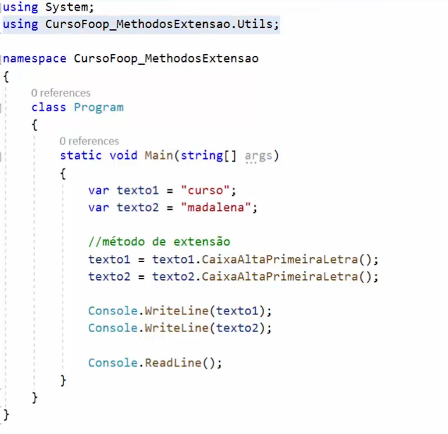 using System;
using CursoFoop_MethodosExtensao.Utils;
namespace CursoFoop_MethodosExtensao
{
0 references
class Program
{
0 references
static void Main(string[] args)
{
var texto1 = "curso";
var texto2 = "madalena";
//método de extensão
texto1 = texto1.CaixaAltaPrimeiraLetra();
texto2 = texto2.CaixaAltaPrimeiraLetra();
Console.WriteLine(texto1);
Console.WriteLine(texto2);
Console.ReadLine();
}
}
}